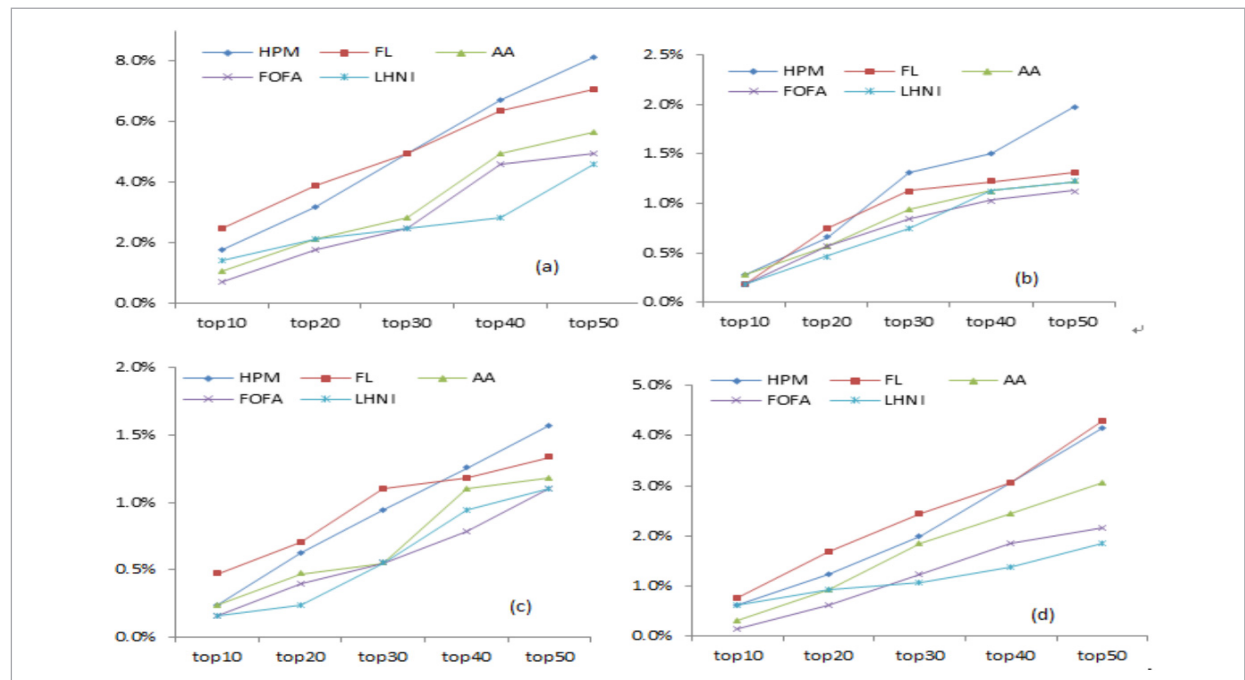 HPM FL AA
FOFA LHNI
8.0%
6.0%
4.0%
2.0%
0.0%
(a)
top10 top20 top30 top40 top50
2.5%
HPM FL AA
FOFA LHNI
2.0%
1.5%
1.0%
0.5%
0.0%
(b)
top10 top20 top30 top40 top50
2.0%
HPM FL AA
FOFA LHNI
1.5%
1.0%
0.5%
0.0%
(c)
top10 top20 top30 top40 top50
5.0%
HPM FL AA
FOFA LHNI
4.0%
3.0%
2.0%
1.0%
0.0%
(d)
top10 top20 top30 top40 top50